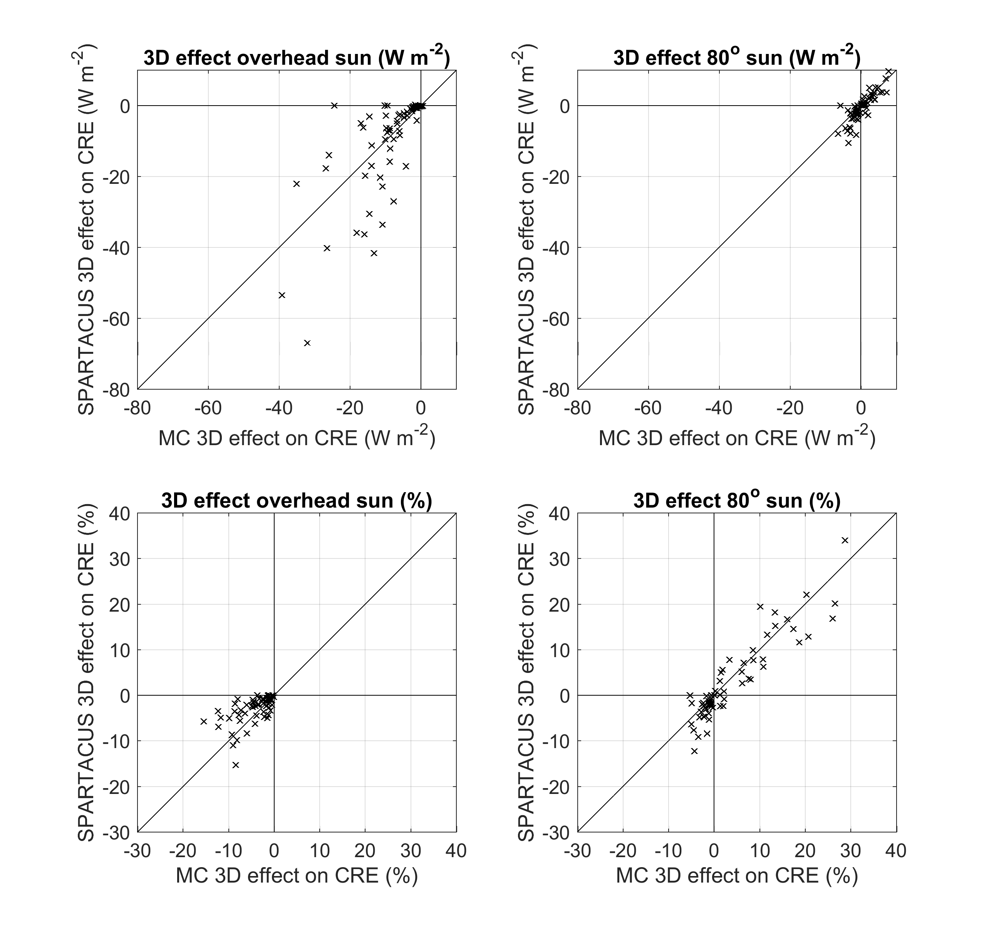 3D effect overhead sun (W m-2)
SPARTACUS 3D effect on CRE (W m-2)
0
-20
-40
-60
-80
-80 -60 -40 -20 0
MC 3D effect on CRE (W m-2)
3D effect 80o sun (W m-2)
SPARTACUS 3D effect on CRE (W m-2)
0
-20
-40
-60
-80
-80 -60 -40 -20 0
MC 3D effect on CRE (W m-2)
3D effect overhead sun (%)
SPARTACUS 3D effect on CRE (%)
40
30
20
10
0
-10
-20
-30
-30 -20 -10 0 10 20 30 40
MC 3D effect on CRE (%)
3D effect 80o sun (%)
SPARTACUS 3D effect on CRE (%)
40
30
20
10
0
-10
-20
-30
-30 -20 -10 0 10 20 30 40
MC 3D effect on CRE (%)